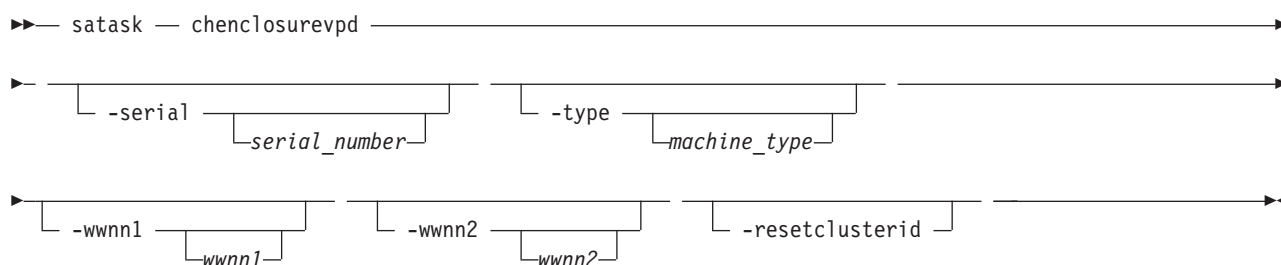 satask chenclosurevpd
-serial -type
serial_number machine_type
-wwnn1 -wwnn2 -resetclusterid
wwnn1 wwnn2